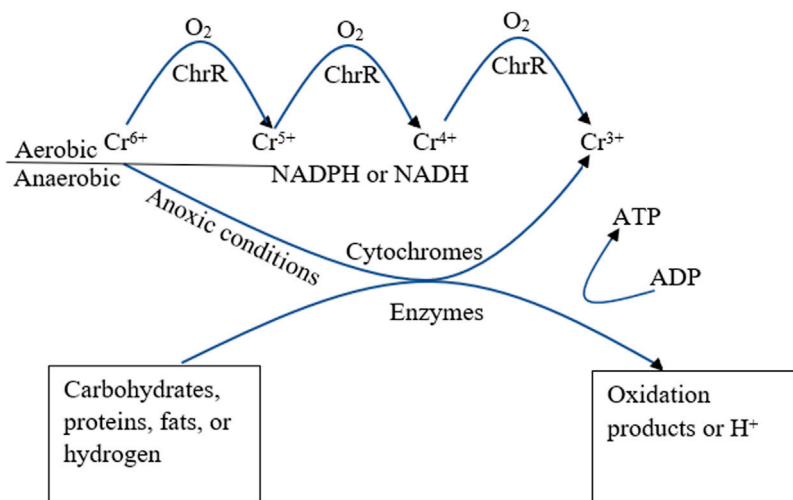 O₂
O₂
O₂
ChrR
ChrR
ChrR
Cr⁶⁺
Cr⁵⁺
Cr⁴⁺
Cr³⁺
Aerobic
Anaerobic
NADPH or NADH
Anoxic conditions
Cytochromes
Enzymes
ATP
ADP
Carbohydrates,
proteins, fats, or
hydrogen
Oxidation
products or H⁺